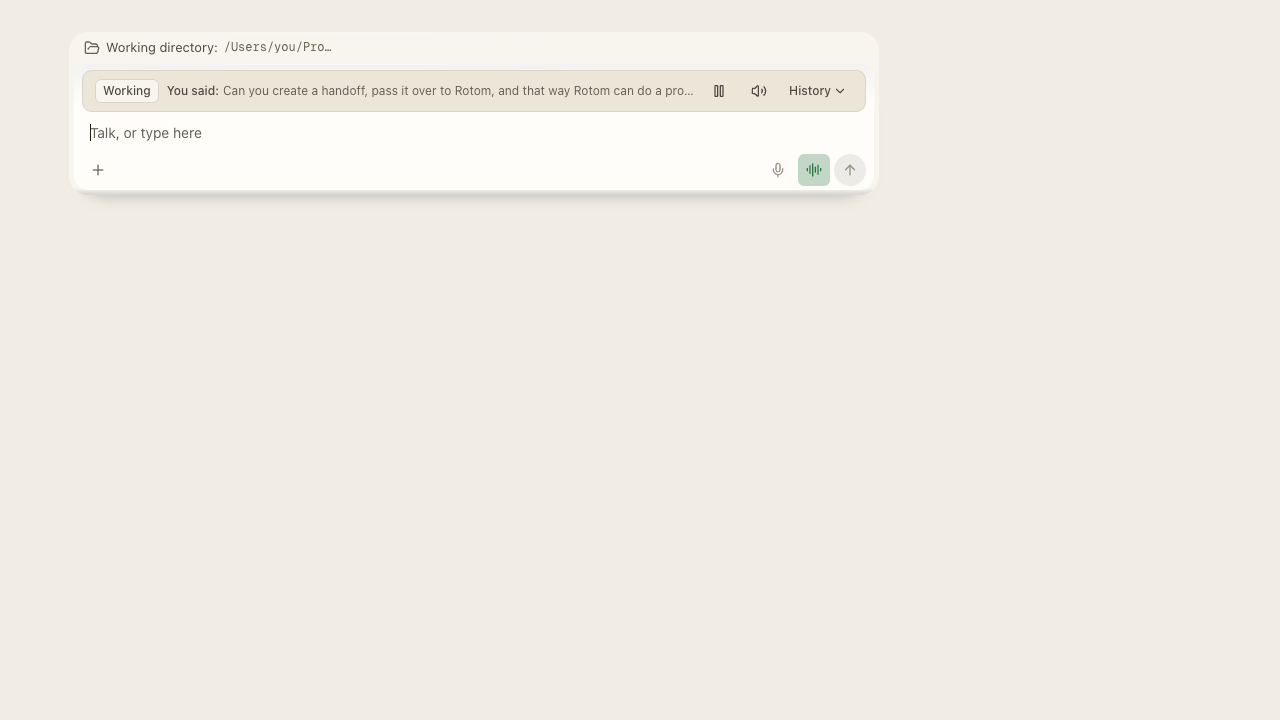 Working directory: /Users/you/Pro…
Working You said: Can you create a handoff, pass it over to Rotom, and that way Rotom can do a pro… History
Talk, or type here